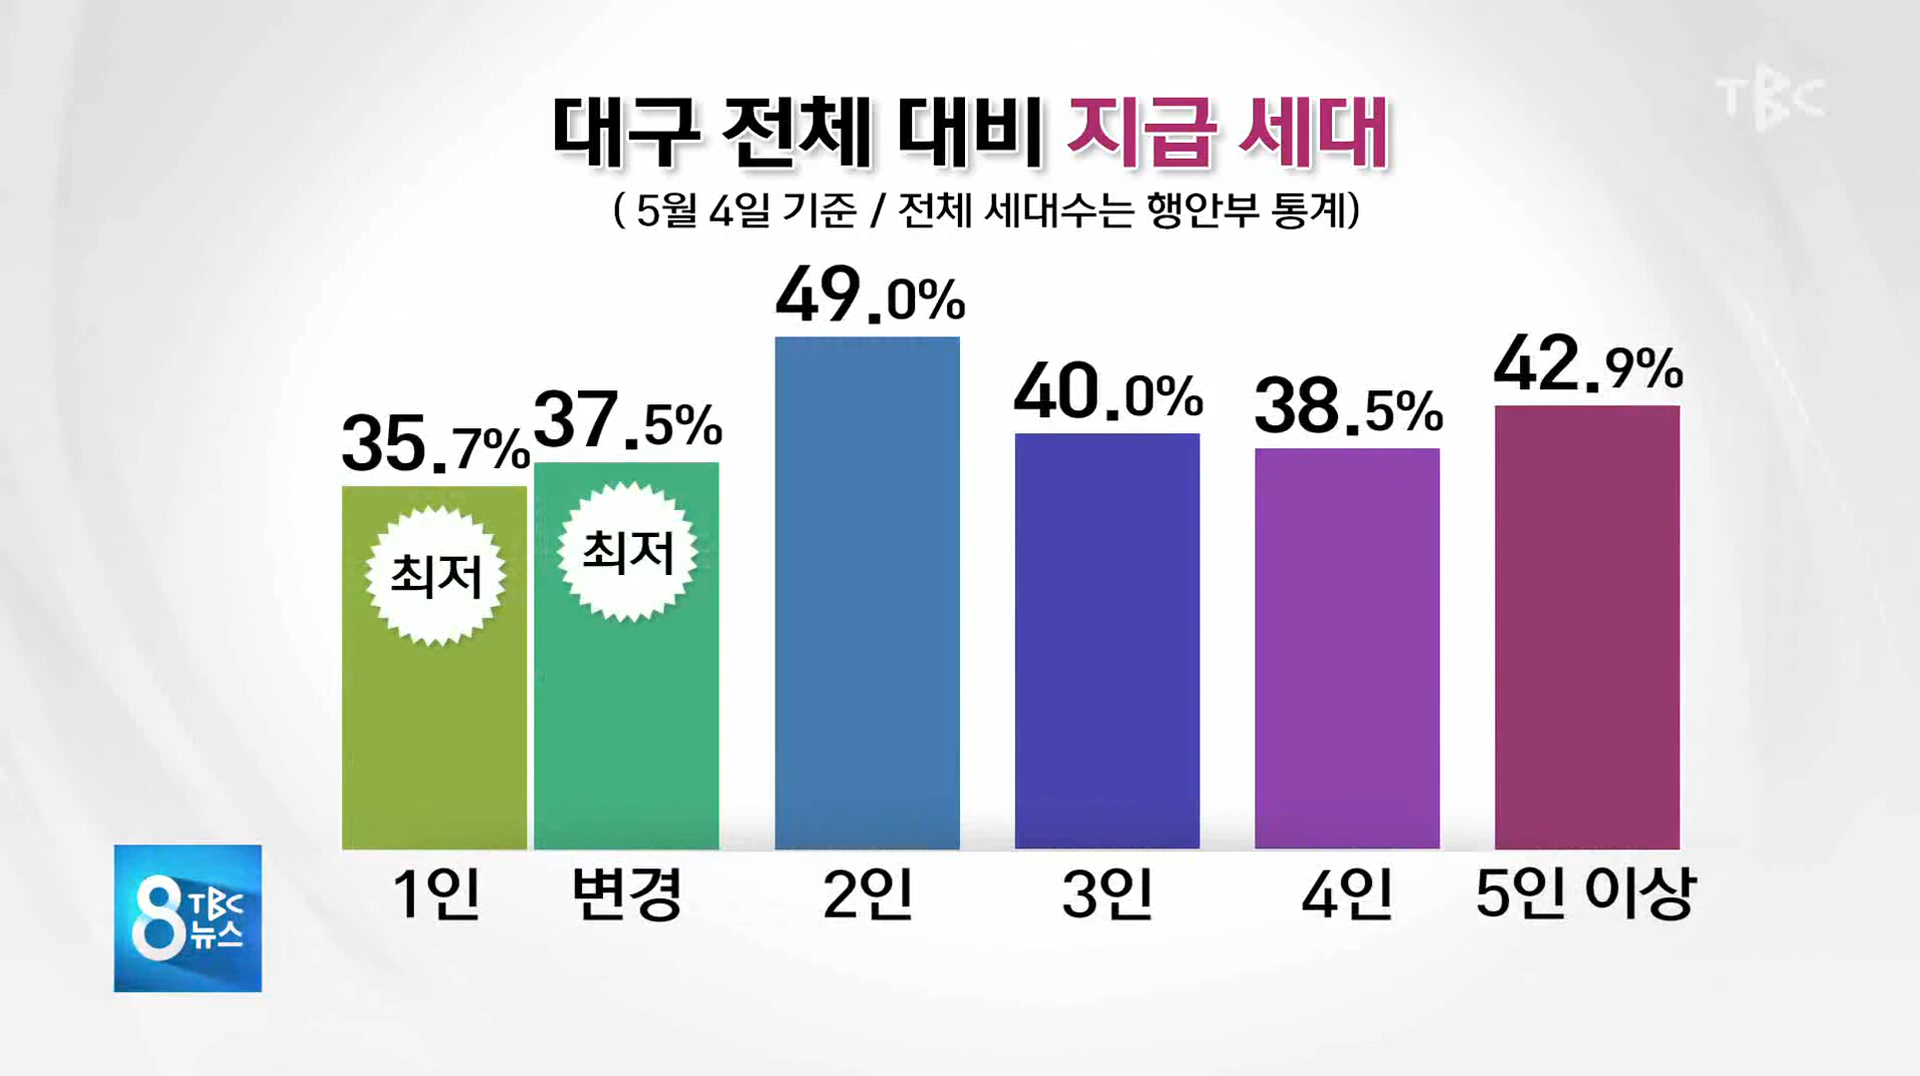 TBC
대구 전체 대비 지급 세대
( 5월 4일 기준 / 전체 세대수는 행안부 통계)
35.7%
37.5%
49.0%
40.0%
38.5%
42.9%
최저
최저
1인
변경
2인
3인
4인
5인 이상
8 TBC
뉴스